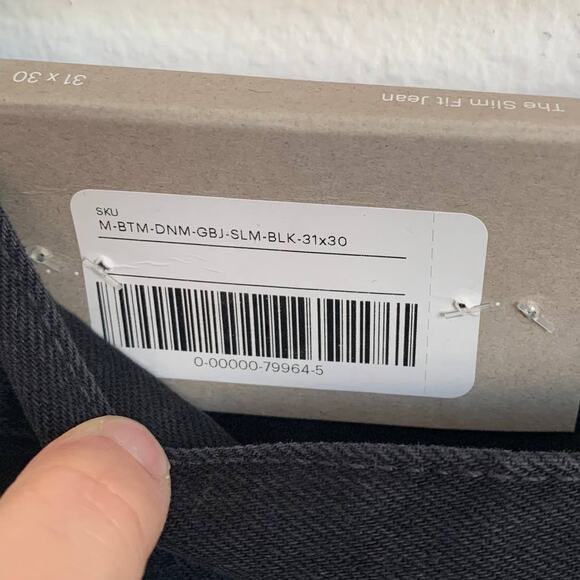 31 x 30
The Slim Fit Jean
SKU
M-BTM-DNM-GBJ-SLM-BLK-31x30
0-00000-79964-5